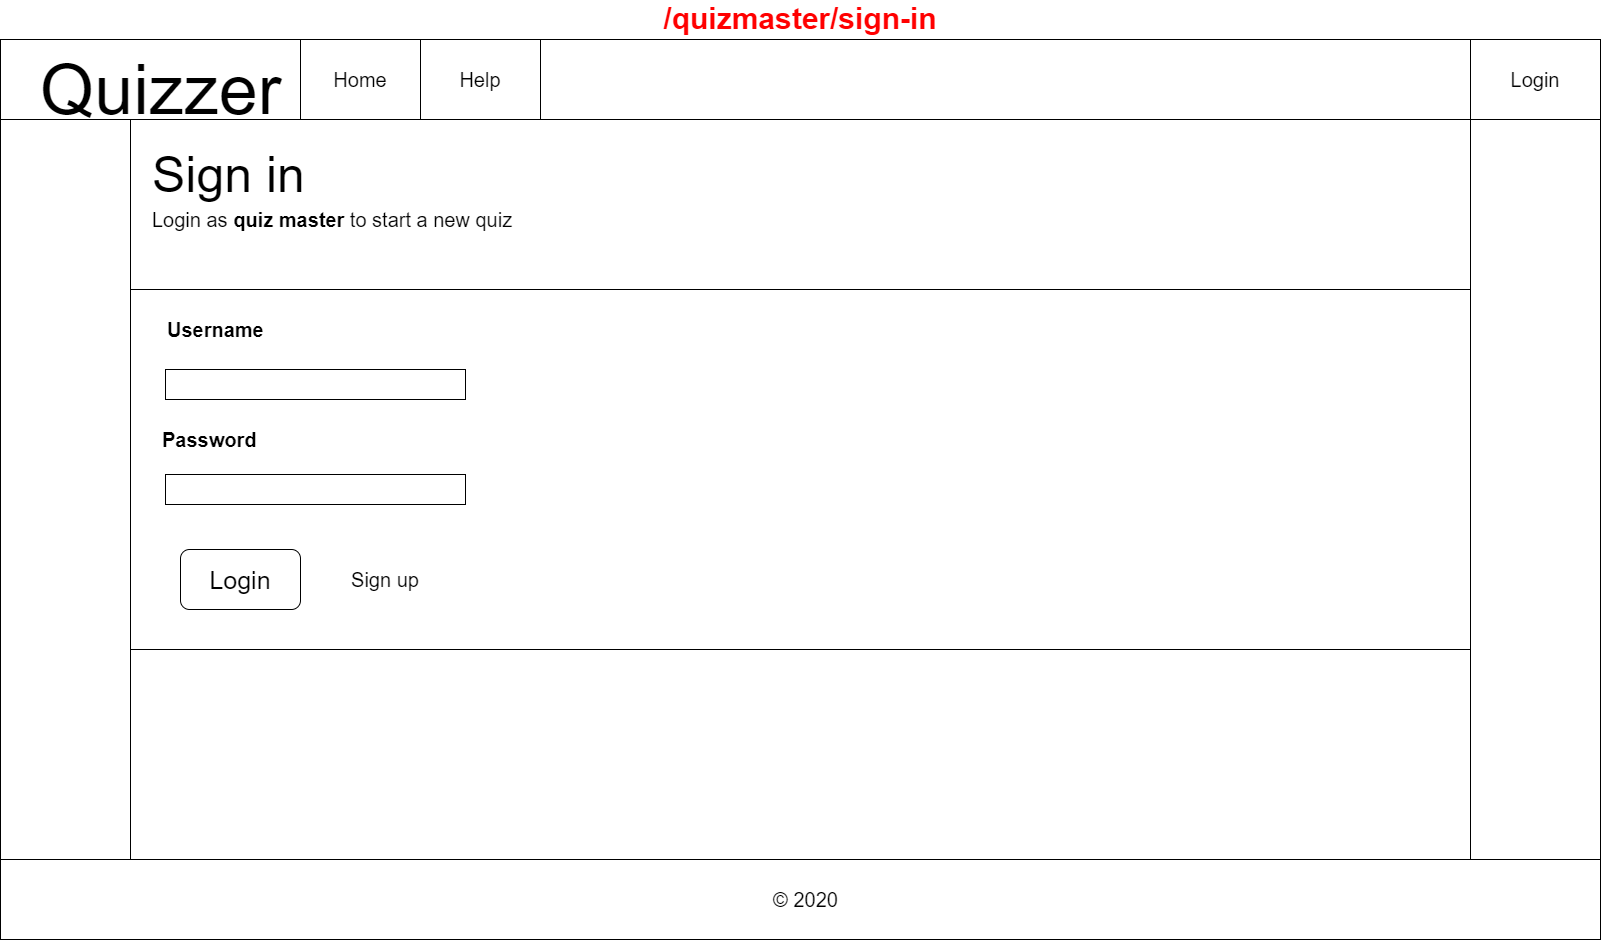 /quizmaster/sign-in
Quizzer
Home
Help
Login
Sign in
Login as quiz master to start a new quiz
Username
Password
Login
Sign up
© 2020